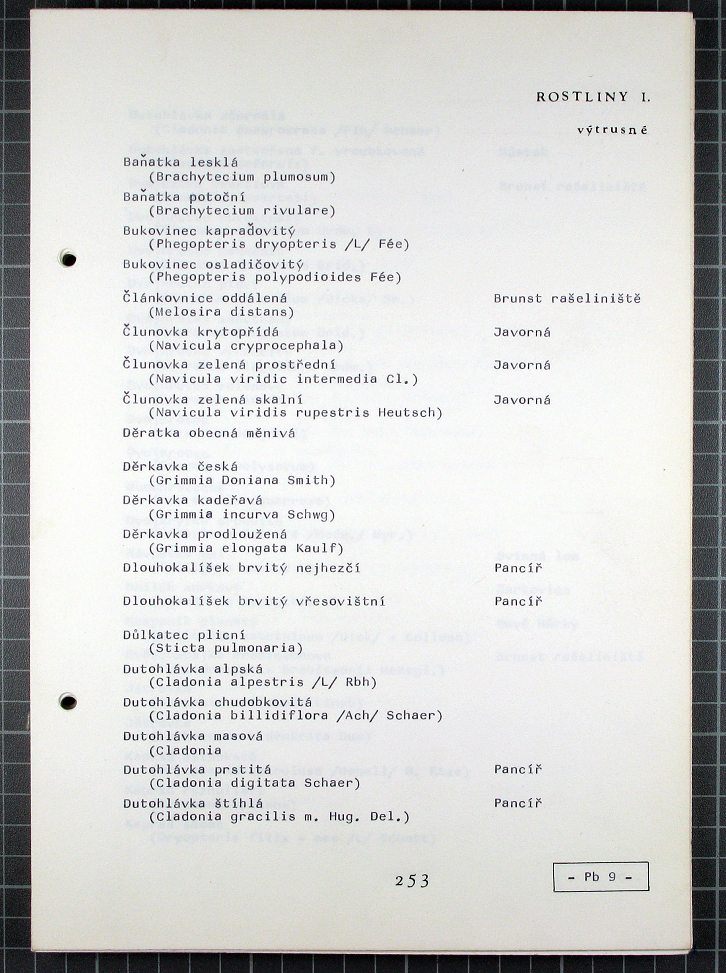 ROSTLINY I.
výtrusné
Baňatka lesklá
(Brachytecium plumosum)
Baňatka potoční
(Brachytecium rivulare)
Bukovinec kapraďovitý
(Phegopteris dryopteris /L/ Fée)
Bukovinec osladičovitý
(Phegopteris polypodioides Fée)
Článkovnice oddálená Brunst rašeliniště
(Melosira distans)
Člunovka krytopřídá Javorná
(Navicula cryprocephala)
Člunovka zelená prostřední Javorná
(Navicula viridic intermedia Cl.)
Člunovka zelená skalní Javorná
(Navicula viridis rupestris Heutsch)
Děratka obecná měnivá
Děrkavka česká
(Grimmia Doniana Smith)
Děrkavka kadeřavá
(Grimmia incurva Schwg)
Děrkavka prodloužená
(Grimmia elongata Kaulf)
Dlouhokalíšek brvitý nejhezčí Pancíř
Dlouhokalíšek brvitý vřesovištní Pancíř
Důlkatec plicní
(Sticta pulmonaria)
Dutohlávka alpská
(Cladonia alpestris /L/ Rbh)
Dutohlávka chudobkovitá
(Cladonia billidiflora /Ach/ Schaer)
Dutohlávka masová
(Cladonia
Dutohlávka prstitá Pancíř
(Cladonia digitata Schaer)
Dutohlávka štíhlá Pancíř
(Cladonia gracilis m. Hug. Del.)
253
- Pb 9 -